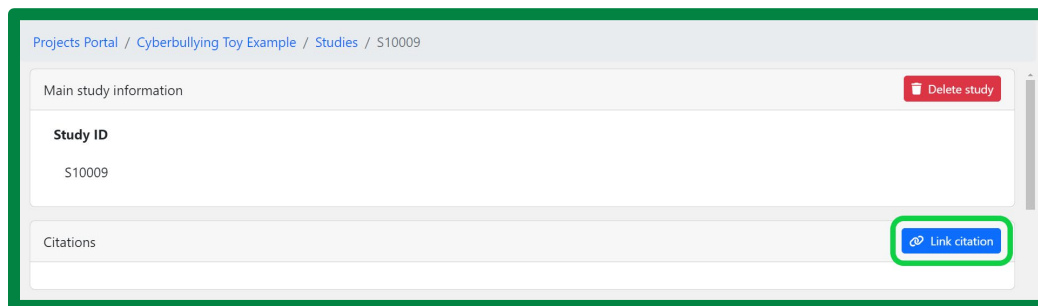 Projects Portal / Cyberbullying Toy Example / Studies / S10009
Main study information
Delete study
Study ID
S10009
Citations
Link citation